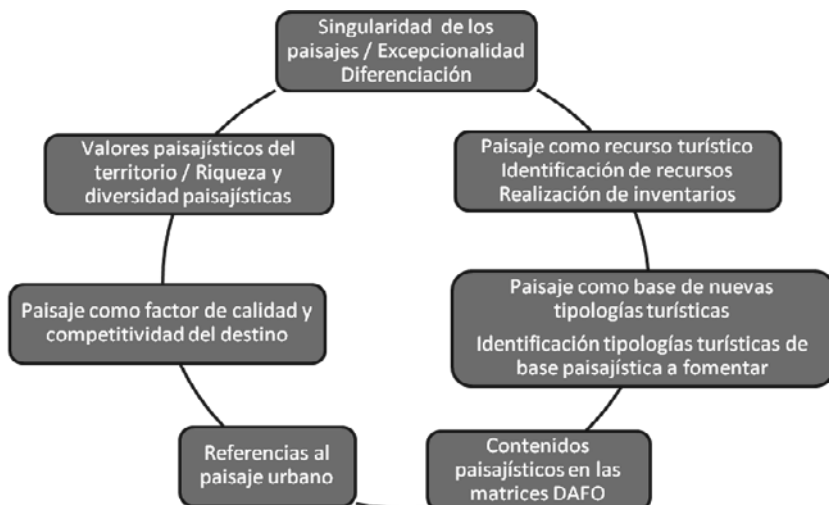 Singularidad de los
paisajes / Excepcionalidad
Diferenciación
Valores paisajísticos del
territorio / Riqueza y
diversidad paisajísticas
Paisaje como recurso turístico
Identificación de recursos
Realización de inventarios
Paisaje como factor de calidad y
competitividad del destino
Paisaje como base de nuevas
tipologías turísticas
Identificación tipologías turísticas de
base paisajística a fomentar
Referencias al
paisaje urbano
Contenidos
paisajísticos en las
matrices DAFO